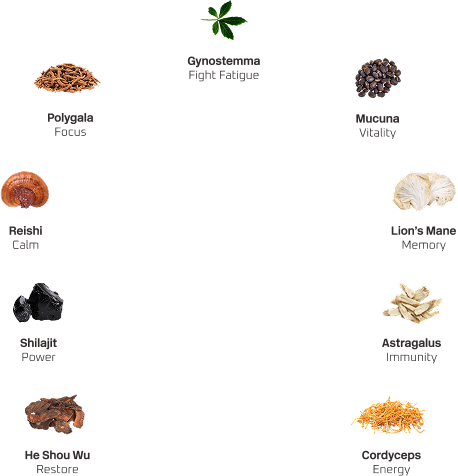 Gynostemma
Fight Fatigue
Polygala
Focus
Mucuna
Vitality
Reishi
Calm
Lion's Mane
Memory
Shilajit
Power
Astragalus
Immunity
He Shou Wu
Restore
Cordyceps
Energy